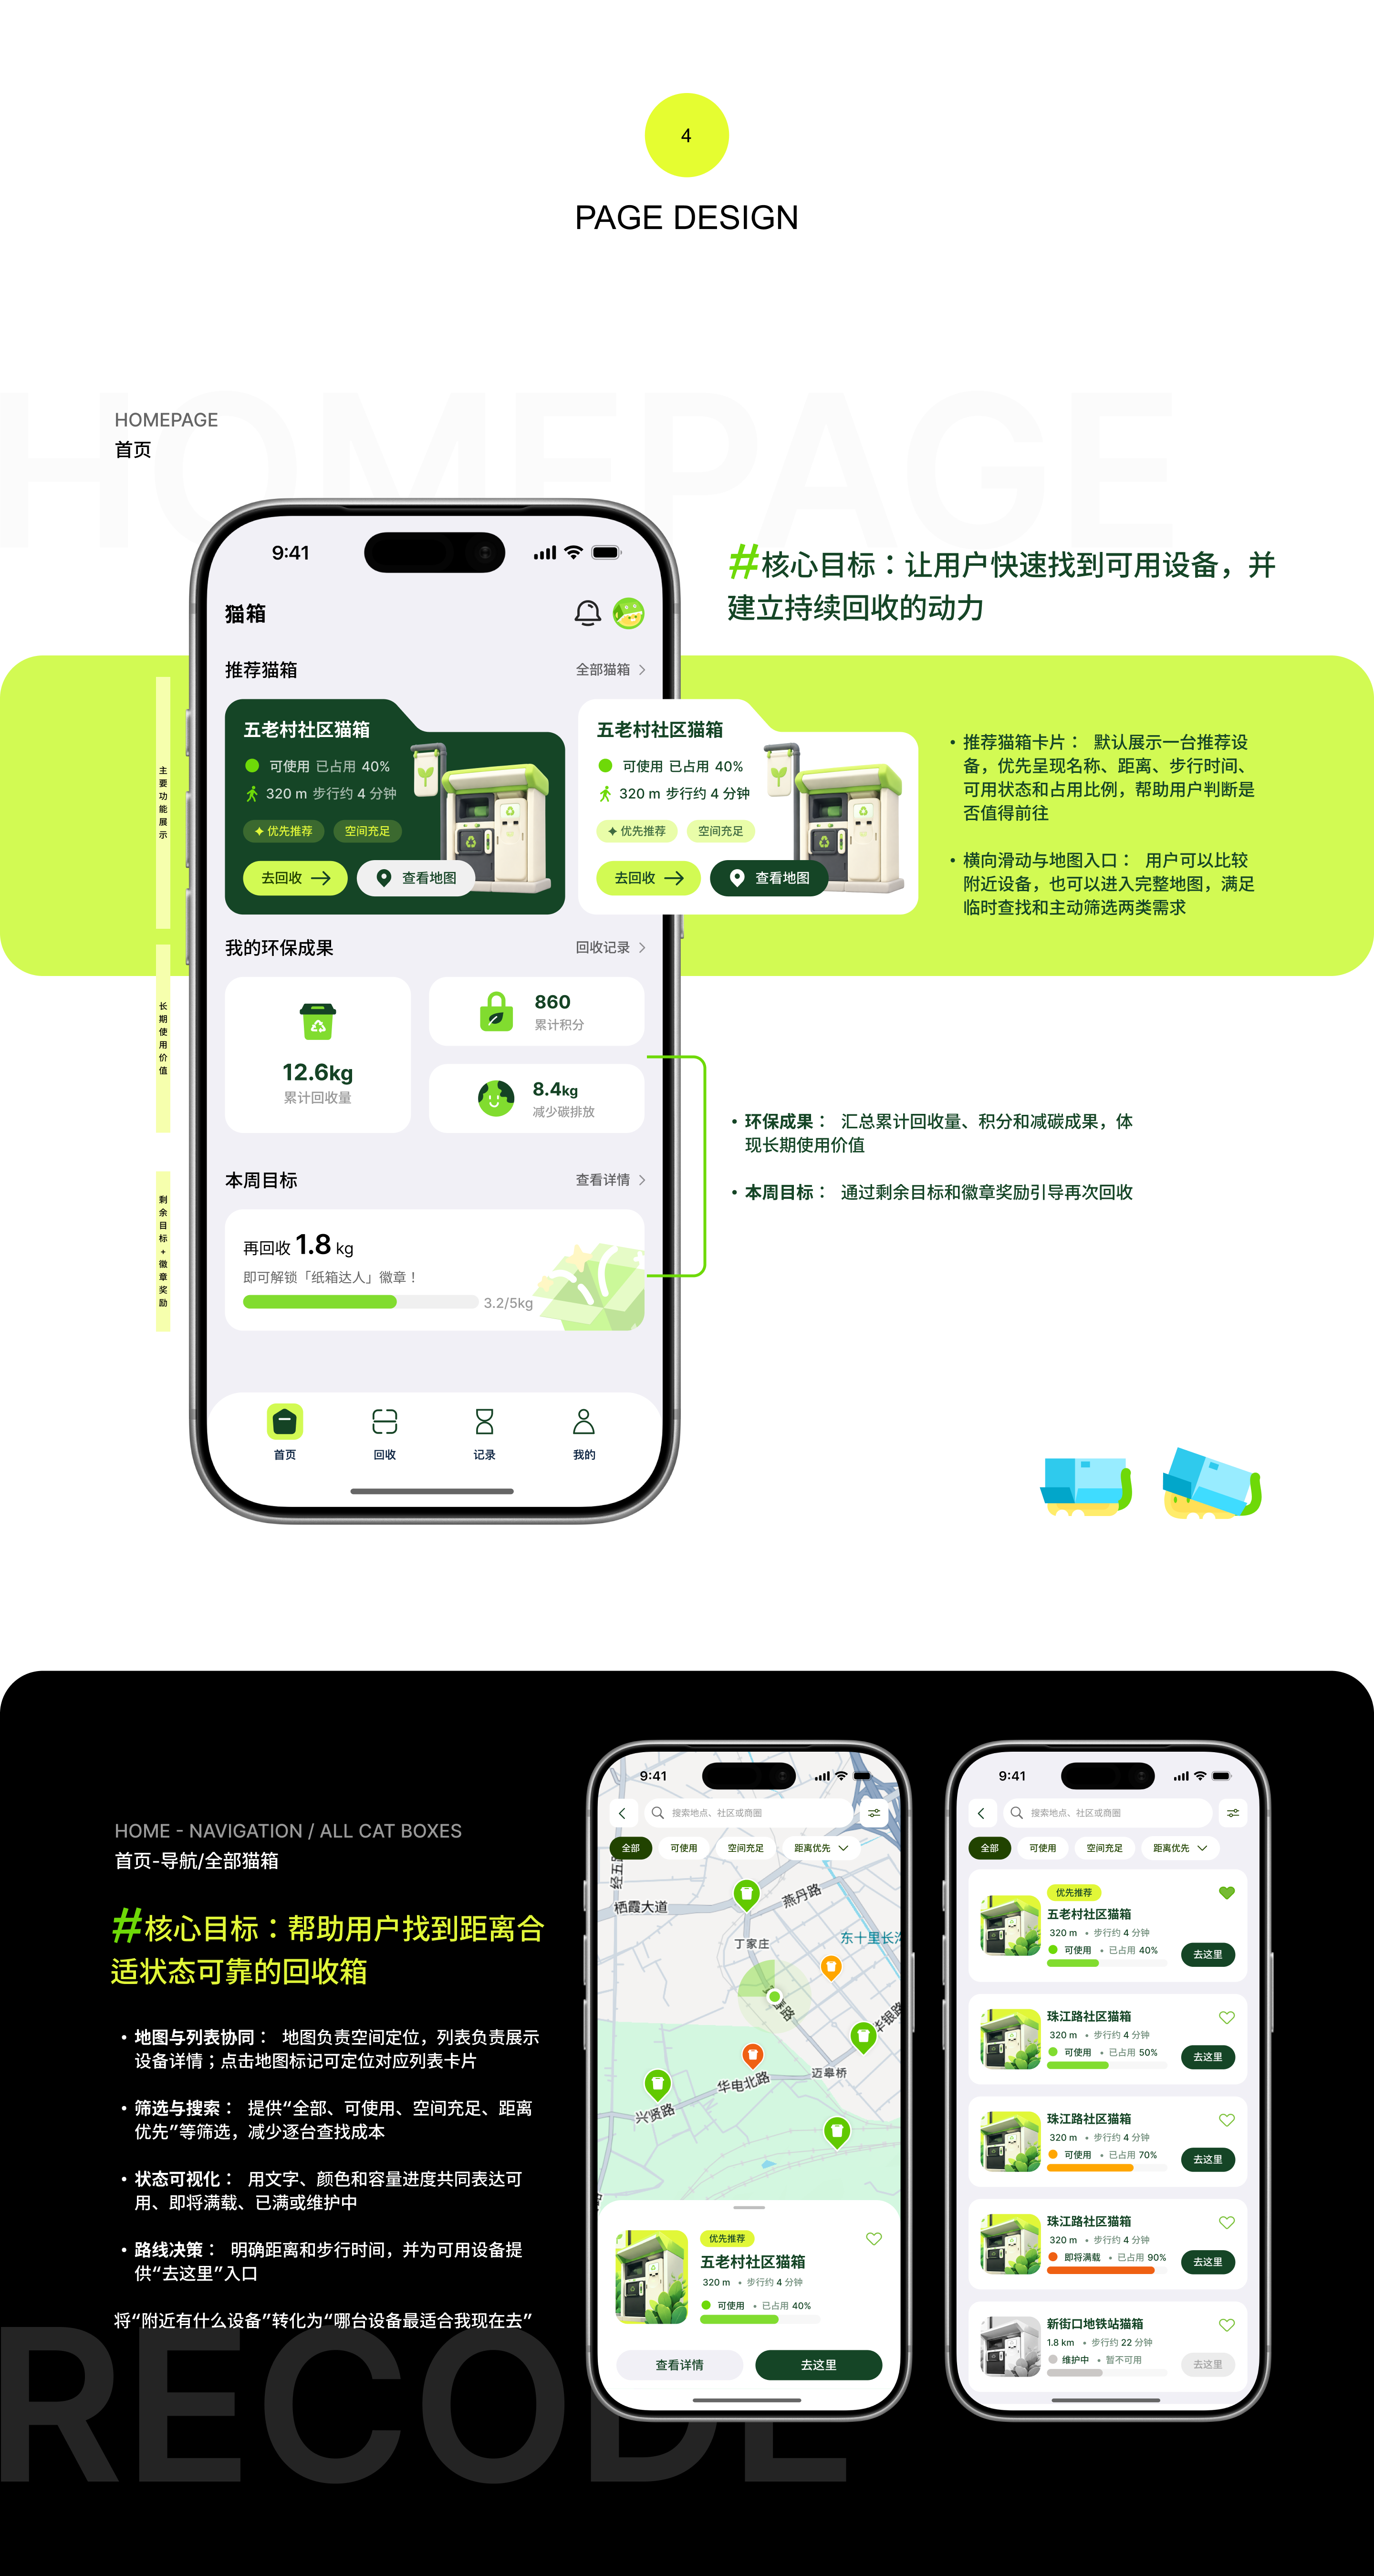 4
PAGE DESIGN
HOMEPAGE
HOMEPAGE
首页
9:41
猫箱
推荐猫箱
全部猫箱
五老村社区猫箱
可使用 已占用 40%
320 m 步行约 4 分钟
优先推荐
空间充足
去回收
查看地图
五老村社区猫箱
可使用 已占用 40%
320 m 步行约 4 分钟
优先推荐
空间充足
去回收
查看地图
我的环保成果
回收记录
12.6kg
累计回收量
860
累计积分
8.4kg
减少碳排放
本周目标
查看详情
再回收 1.8 kg
即可解锁「纸箱达人」徽章！
3.2/5kg
首页
回收
记录
我的
主要功能展示
长期使用价值
剩余目标+徽章奖励
#核心目标：让用户快速找到可用设备，并
建立持续回收的动力
• 推荐猫箱卡片： 默认展示一台推荐设
备，优先呈现名称、距离、步行时间、
可用状态和占用比例，帮助用户判断是
否值得前往
• 横向滑动与地图入口： 用户可以比较
附近设备，也可以进入完整地图，满足
临时查找和主动筛选两类需求
• 环保成果： 汇总累计回收量、积分和减碳成果，体
现长期使用价值
• 本周目标： 通过剩余目标和徽章奖励引导再次回收
HOME - NAVIGATION / ALL CAT BOXES
首页-导航/全部猫箱
#核心目标：帮助用户找到距离合
适状态可靠的回收箱
• 地图与列表协同： 地图负责空间定位，列表负责展示
设备详情；点击地图标记可定位对应列表卡片
• 筛选与搜索： 提供“全部、可使用、空间充足、距离
优先”等筛选，减少逐台查找成本
• 状态可视化： 用文字、颜色和容量进度共同表达可
用、即将满载、已满或维护中
• 路线决策： 明确距离和步行时间，并为可用设备提
供“去这里”入口
将“附近有什么设备”转化为“哪台设备最适合我现在去”
RECODE
9:41
搜索地点、社区或商圈
全部
可使用
空间充足
距离优先
栖霞大道
燕丹路
丁家庄
东十里长沟
华银路
迈皋桥
华电北路
兴贤路
优先推荐
五老村社区猫箱
320 m • 步行约 4 分钟
可使用 • 已占用 40%
查看详情
去这里
9:41
搜索地点、社区或商圈
全部
可使用
空间充足
距离优先
优先推荐
五老村社区猫箱
320 m • 步行约 4 分钟
可使用 • 已占用 40%
去这里
珠江路社区猫箱
320 m • 步行约 4 分钟
可使用 • 已占用 50%
去这里
珠江路社区猫箱
320 m • 步行约 4 分钟
可使用 • 已占用 70%
去这里
珠江路社区猫箱
320 m • 步行约 4 分钟
即将满载 • 已占用 90%
去这里
新街口地铁站猫箱
1.8 km • 步行约 22 分钟
维护中 • 暂不可用
去这里